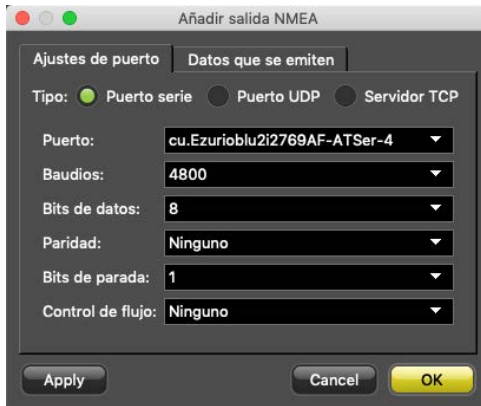 Añadir salida NMEA
Ajustes de puerto Datos que se emiten
Tipo: Puerto serie Puerto UDP Servidor TCP
Puerto: cu.Ezurioblu2i2769AF-ATSer-4
Baudios: 4800
Bits de datos: 8
Paridad: Ninguno
Bits de parada: 1
Control de flujo: Ninguno
Apply Cancel OK